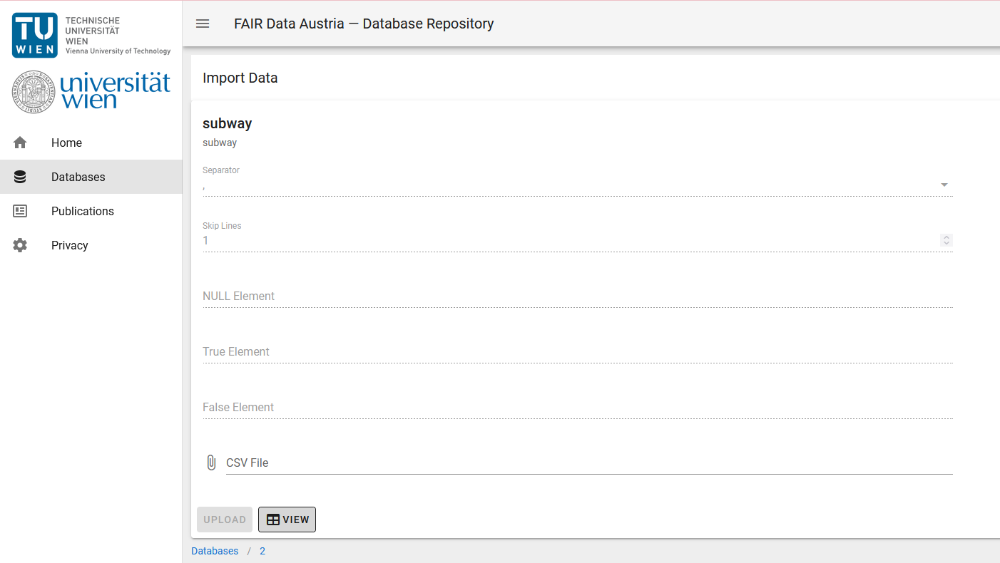 TU
WIEN
TECHNISCHE
UNIVERSITÄT
WIEN
Vienna University of Technology
universität
wien
Home
Databases
Publications
Privacy
FAIR Data Austria — Database Repository
Import Data
subway
subway
Separator
,
Skip Lines
1
NULL Element
True Element
False Element
CSV File
UPLOAD
VIEW
Databases / 2